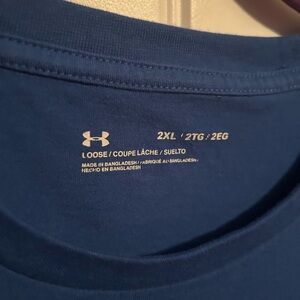 2XL / 2TG / 2EG
LOOSE / COUPE LÂCHE / SUELTO
MADE IN BANGLADESH / FABRIQUÉ AU BANGLADESH /
HECHO EN BANGLADESH